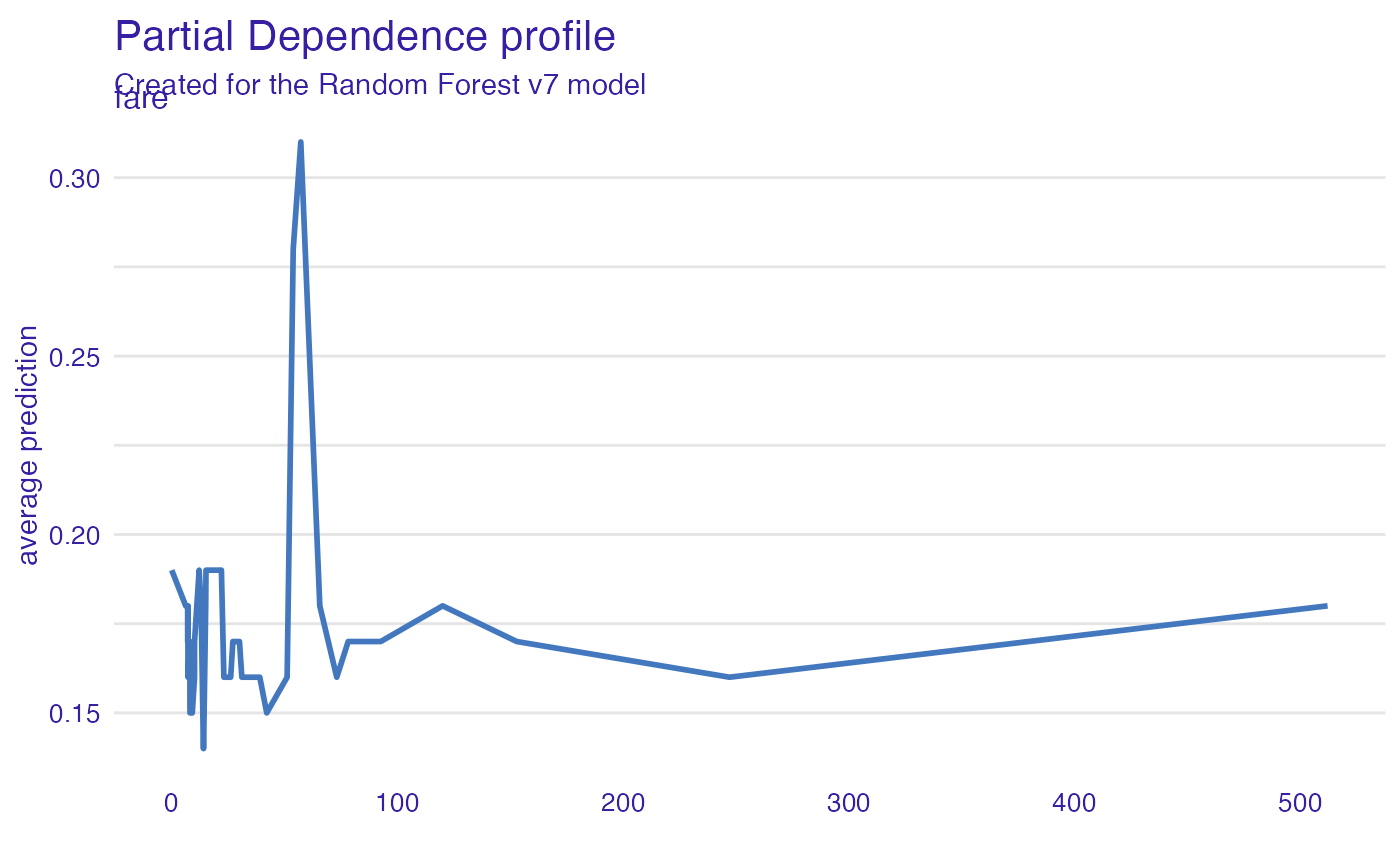 Partial Dependence profile
Created for the Random Forest v7 model
fare
average prediction
0.30
0.25
0.20
0.15
0 100 200 300 400 500